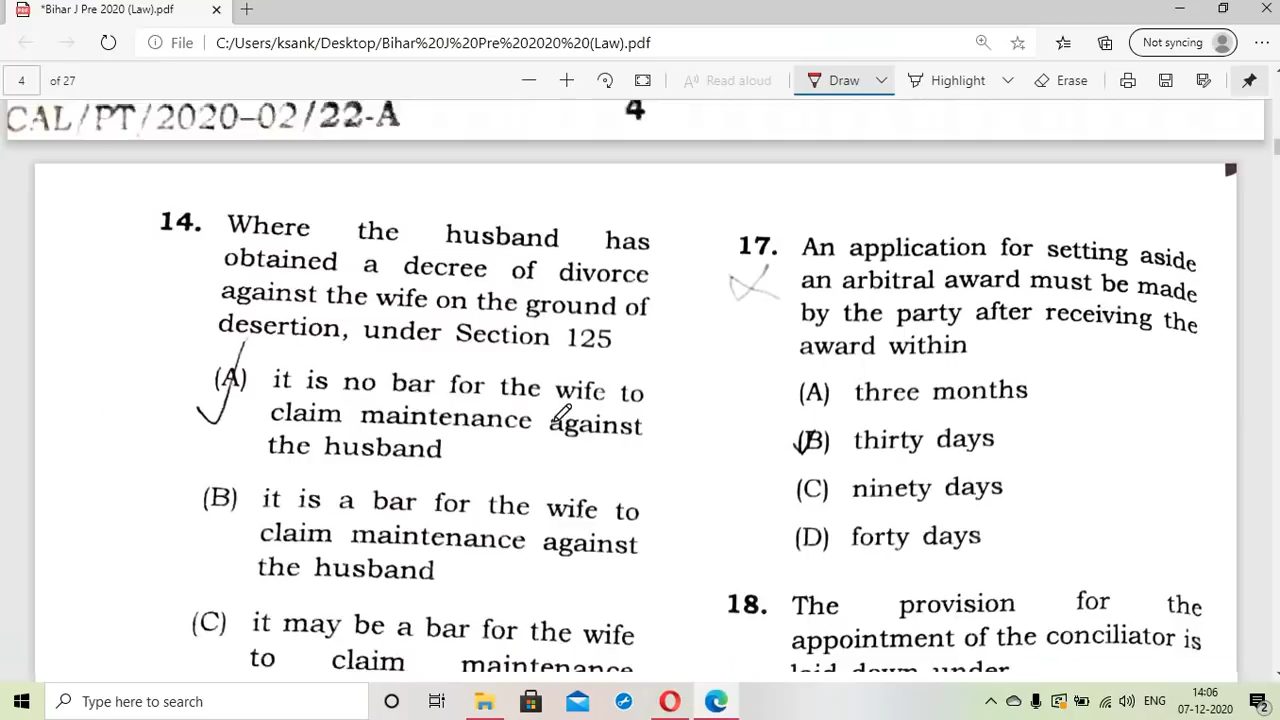 *Bihar J Pre 2020 (Law).pdf
File C:/Users/ksank/Desktop/Bihar%20J%20Pre%202020%20(Law).pdf Not syncing
4 of 27 Read aloud Draw Highlight Erase
CAL/PT/2020–02/22-A 4
14. Where the husband has
obtained a decree of divorce
against the wife on the ground of
desertion, under Section 125
(A) it is no bar for the wife to
claim maintenance against
the husband
(B) it is a bar for the wife to
claim maintenance against
the husband
(C) it may be a bar for the wife
to claim maintenance
17. An application for setting aside
an arbitral award must be made
by the party after receiving the
award within
(A) three months
(B) thirty days
(C) ninety days
(D) forty days
18. The provision for the
appointment of the conciliator is
laid down under
Type here to search
ENG
14:06
07-12-2020
2